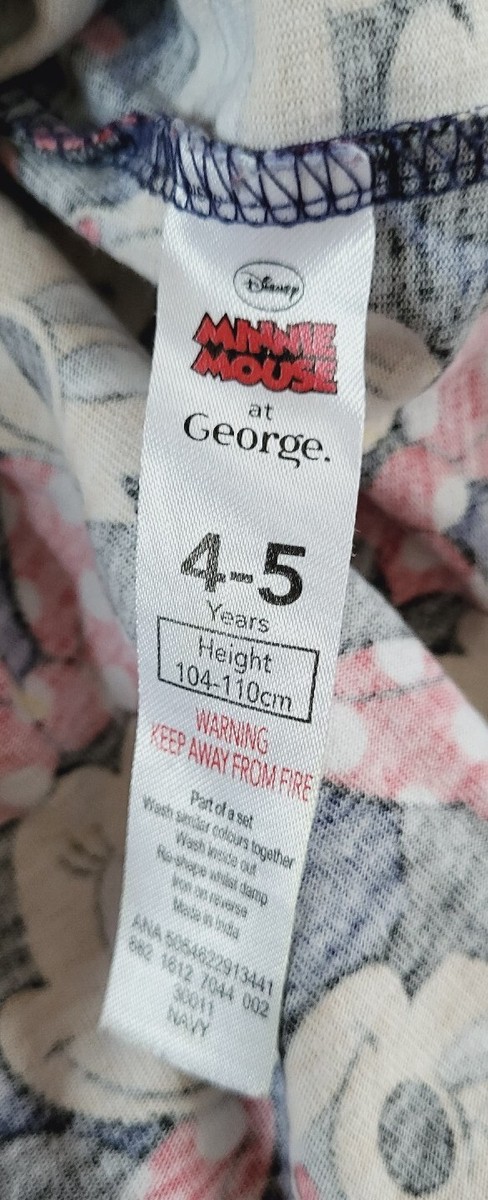 Disney
MINNIE
MOUSE
at
George.
4-5
Years
Height
104-110cm
WARNING
KEEP AWAY FROM FIRE
Part of a set
Wash similar colours together
Wash inside out
Re-shape whilst damp
Iron on reverse
Made in India
ANA 5054622913441
662 1612 7044 002
30011
NAVY